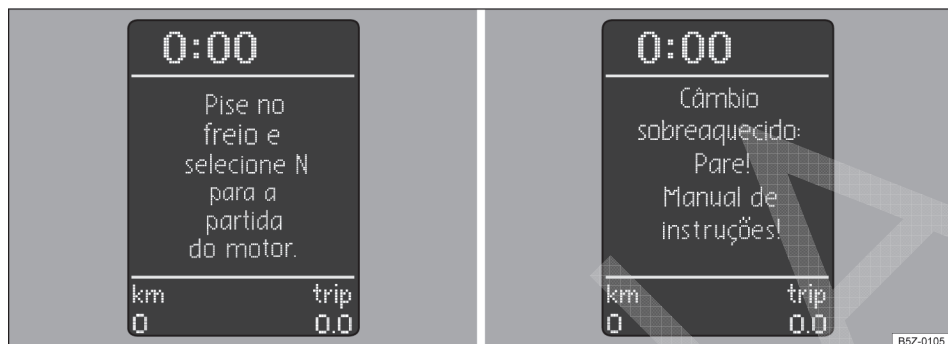 0:00
Pise no
freio e
selecione N
para a
partida
do motor.
km trip
0 0.0
0:00
Câmbio
sobreaquecido:
Pare!
Manual de
instruções!
km trip
0 0.0
B5Z-0105